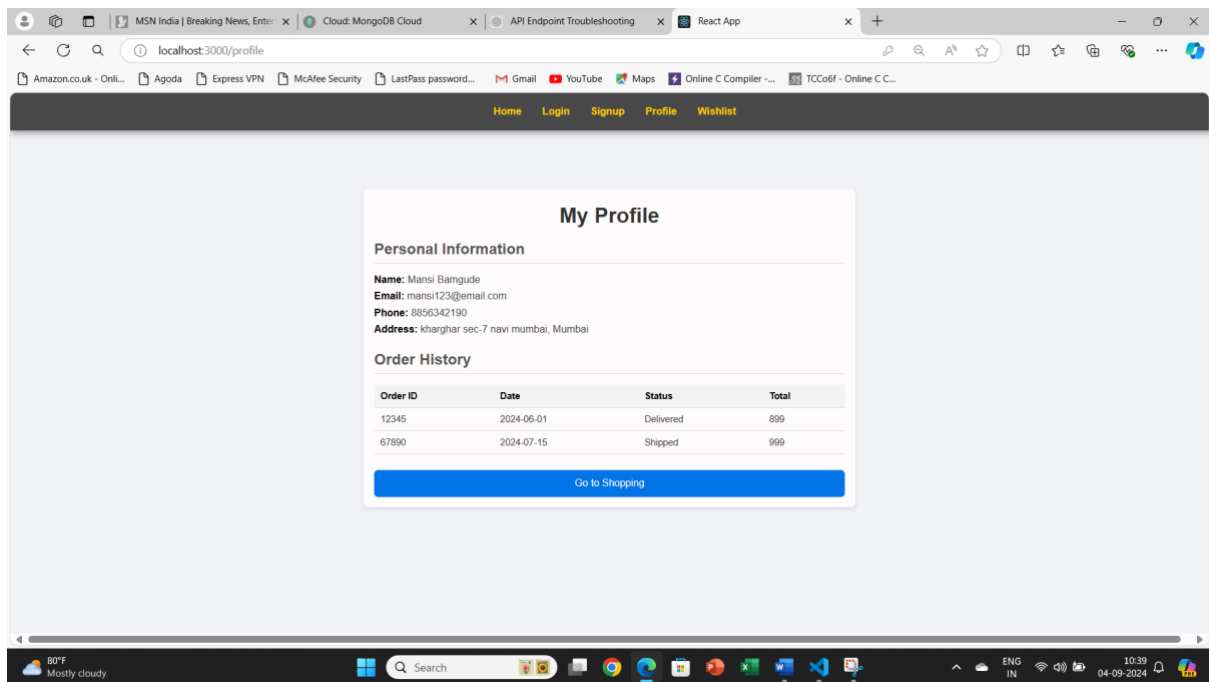 MSN India | Breaking News, Enter
Cloud: MongoDB Cloud
API Endpoint Troubleshooting
React App
localhost:3000/profile
Amazon.co.uk - Onli...
Agoda
Express VPN
McAfee Security
LastPass password...
Gmail
YouTube
Maps
Online C Compiler -...
TCCo6f - Online C C...
Home Login Signup Profile Wishlist
My Profile
Personal Information
Name: Mansi Bamgude
Email: mansi123@email.com
Phone: 8856342190
Address: kharghar sec-7 navi mumbai, Mumbai
Order History
Order ID Date Status Total
12345 2024-06-01 Delivered 899
67890 2024-07-15 Shipped 999
Go to Shopping
80°F
Mostly cloudy
Search
ENG
IN
10:39
04-09-2024